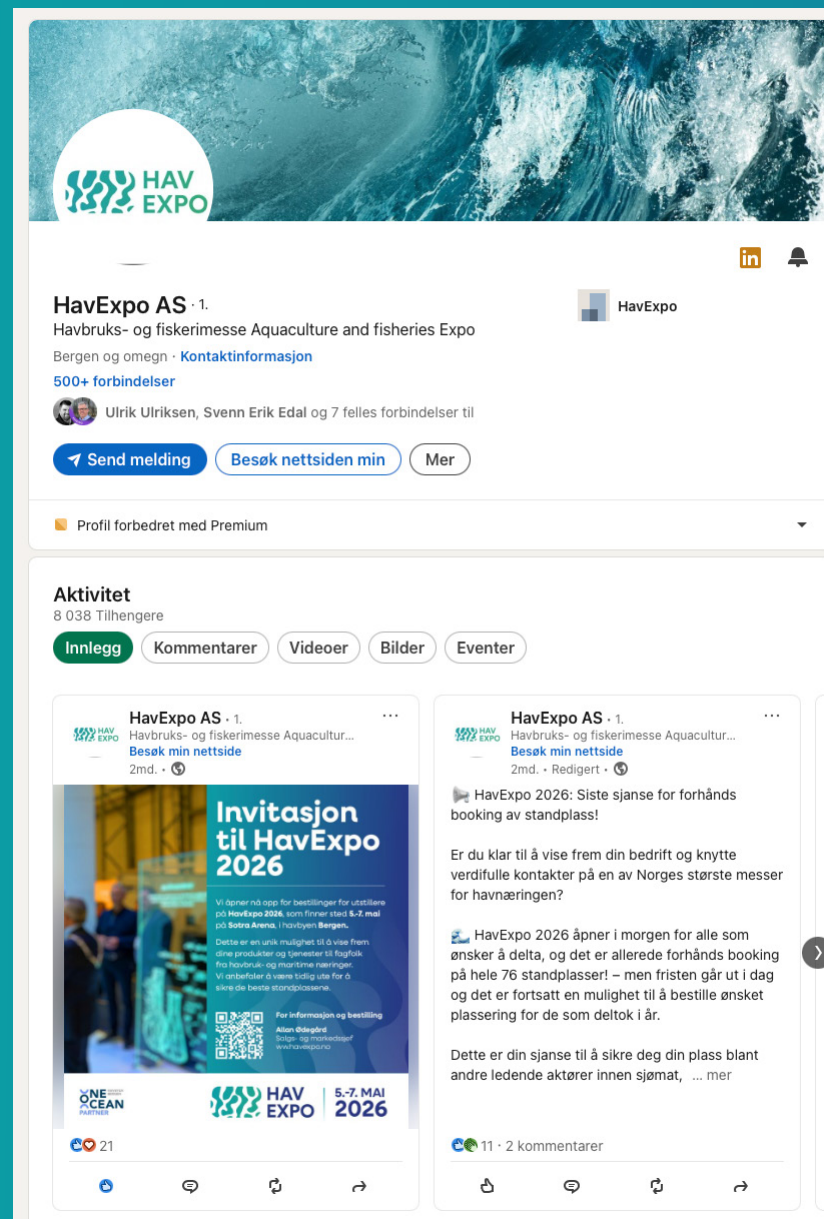 HAV
EXPO
in
HavExpo AS · 1.
HavExpo
Havbruks- og fiskerimesse Aquaculture and fisheries Expo
Bergen og omegn · Kontaktinformasjon
500+ forbindelser
Ulrik Ulriksen, Svenn Erik Edal og 7 felles forbindelser til
Send melding
Besøk nettsiden min
Mer
Profil forbedret med Premium
Aktivitet
8 038 Tilhengere
Innlegg
Kommentarer
Videoer
Bilder
Eventer
HAV
EXPO
HavExpo AS · 1.
Havbruks- og fiskerimesse Aquacultur...
Besøk min nettside
2md. •
Invitasjon
til HavExpo
2026
Vi åpner nå opp for bestillinger for utstillere
på HavExpo 2026, som finner sted 5.-7. mai
på Sotra Arena, i havbyen Bergen.
Dette er en unik mulighet til å vise frem
dine produkter og tjenester til fagfolk
fra havbruk- og maritime næringer.
Vi anbefaler å være tidlig ute for å
sikre de beste standplassene.
For informasjon og bestilling
Allan Ødegård
Salgs- og markedssjef
www.havexpo.no
ONE
OCEAN
PARTNER
HAV
EXPO
5.-7. MAI
2026
21
HAV
EXPO
HavExpo AS · 1.
Havbruks- og fiskerimesse Aquacultur...
Besøk min nettside
2md. • Redigert •
HavExpo 2026: Siste sjanse for forhånds
booking av standplass!
Er du klar til å vise frem din bedrift og knytte
verdifulle kontakter på en av Norges største messer
for havnæringen?
HavExpo 2026 åpner i morgen for alle som
ønsker å delta, og det er allerede forhånds booking
på hele 76 standplasser! – men fristen går ut i dag
og det er fortsatt en mulighet til å bestille ønsket
plassering for de som deltok i år.
Dette er din sjanse til å sikre deg din plass blant
andre ledende aktører innen sjømat, ... mer
11 · 2 kommentarer